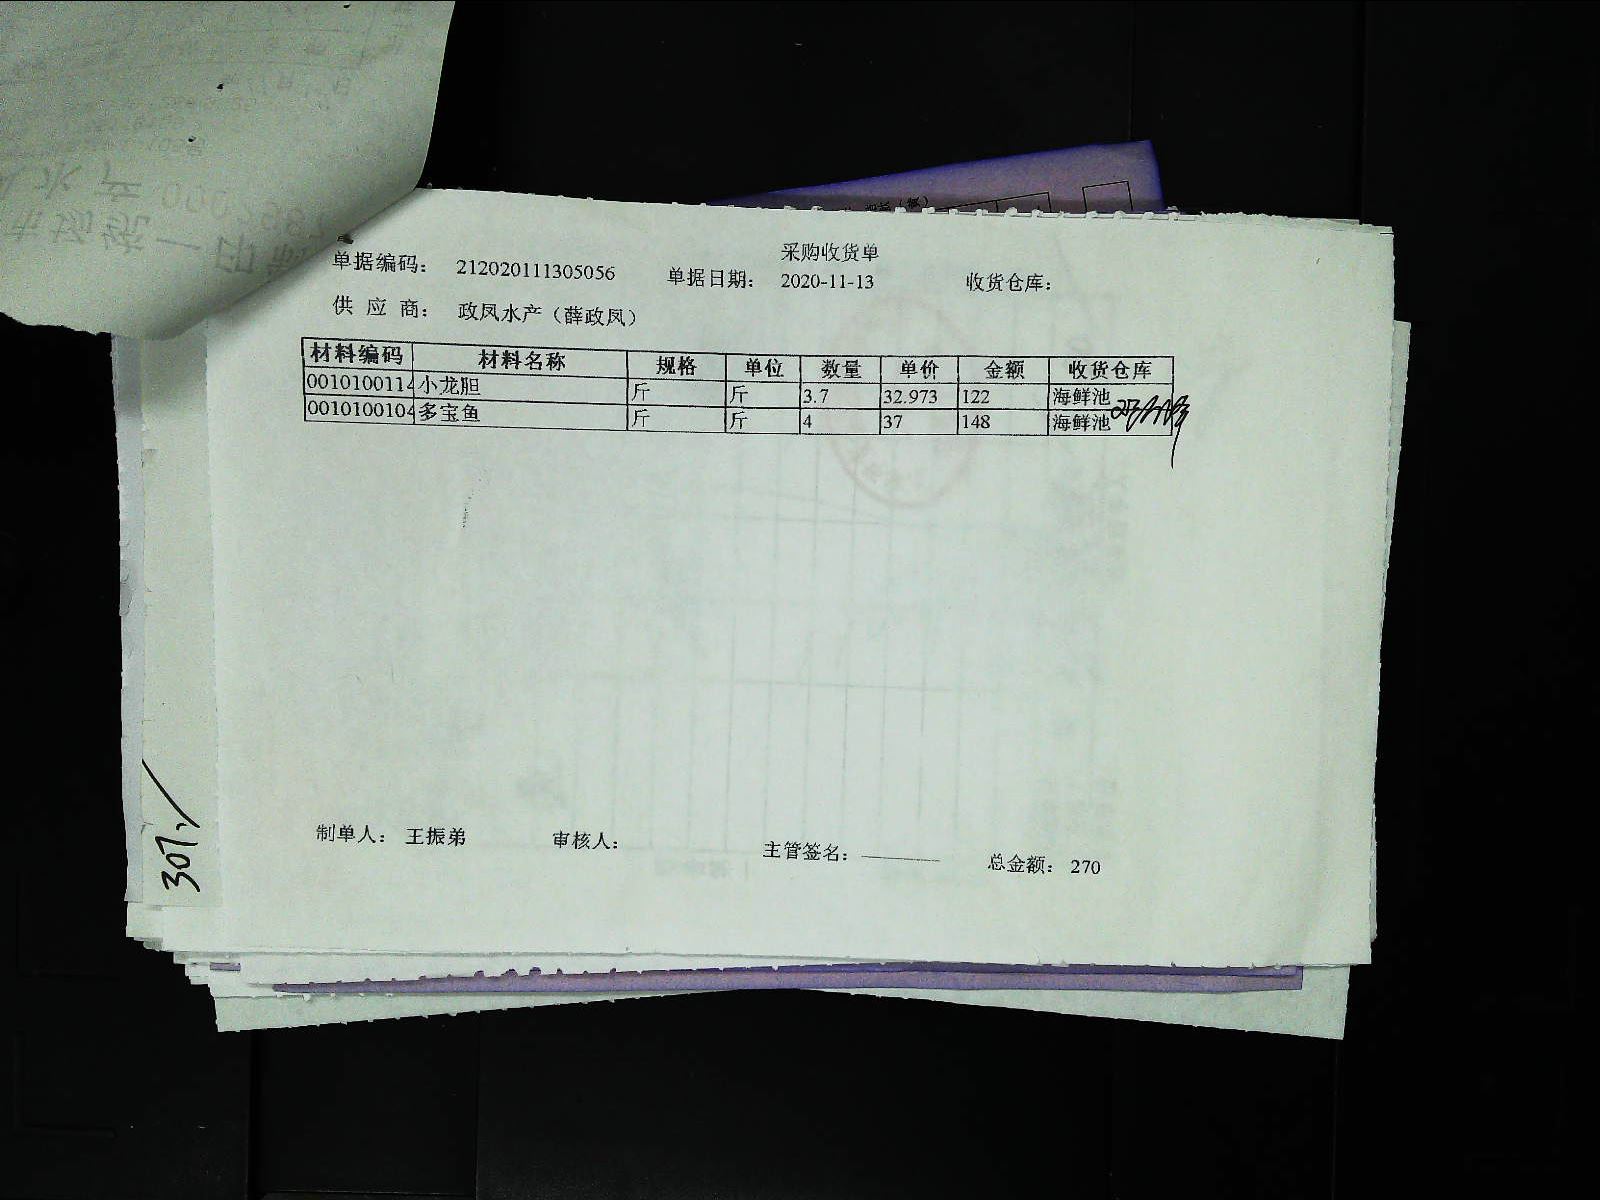 采购收货单
单据编码： 212020111305056 单据日期： 2020-11-13 收货仓库：
供 应 商： 政凤水产（薛政凤）
材料编码 材料名称 规格 单位 数量 单价 金额 收货仓库
0010100114 小龙胆 斤 斤 3.7 32.973 122 海鲜池
0010100104 多宝鱼 斤 斤 4 37 148 海鲜池
制单人： 王振弟 审核人： 主管签名： 总金额： 270
307.